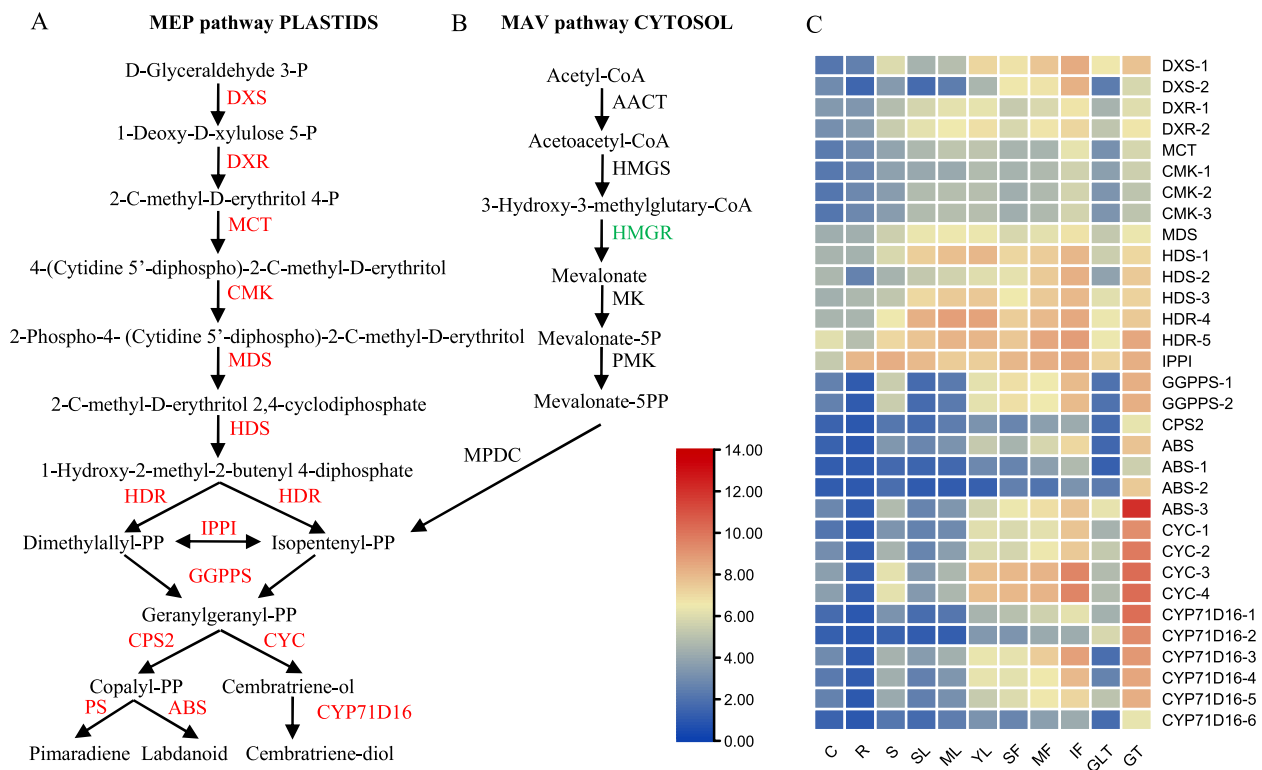 A
MEP pathway PLASTIDS
D-Glyceraldehyde 3-P
DXS
1-Deoxy-D-xylulose 5-P
DXR
2-C-methyl-D-erythritol 4-P
MCT
4-(Cytidine 5’-diphospho)-2-C-methyl-D-erythritol
CMK
2-Phospho-4- (Cytidine 5’-diphospho)-2-C-methyl-D-erythritol
MDS
2-C-methyl-D-erythritol 2,4-cyclodiphosphate
HDS
1-Hydroxy-2-methyl-2-butenyl 4-diphosphate
HDR HDR
IPPI
Dimethylallyl-PP Isopentenyl-PP
GGPPS
Geranylgeranyl-PP
CPS2 CYC
Copalyl-PP Cembratriene-ol
PS ABS CYP71D16
Pimaradiene Labdanoid Cembratriene-diol
B
MAV pathway CYTOSOL
Acetyl-CoA
AACT
Acetoacetyl-CoA
HMGS
3-Hydroxy-3-methylglutary-CoA
HMGR
Mevalonate
MK
Mevalonate-5P
PMK
Mevalonate-5PP
MPDC
14.00
12.00
10.00
8.00
6.00
4.00
2.00
0.00
C
DXS-1
DXS-2
DXR-1
DXR-2
MCT
CMK-1
CMK-2
CMK-3
MDS
HDS-1
HDS-2
HDS-3
HDR-4
HDR-5
IPPI
GGPPS-1
GGPPS-2
CPS2
ABS
ABS-1
ABS-2
ABS-3
CYC-1
CYC-2
CYC-3
CYC-4
CYP71D16-1
CYP71D16-2
CYP71D16-3
CYP71D16-4
CYP71D16-5
CYP71D16-6
C R S SL ML YL SF MF IF GLT GT